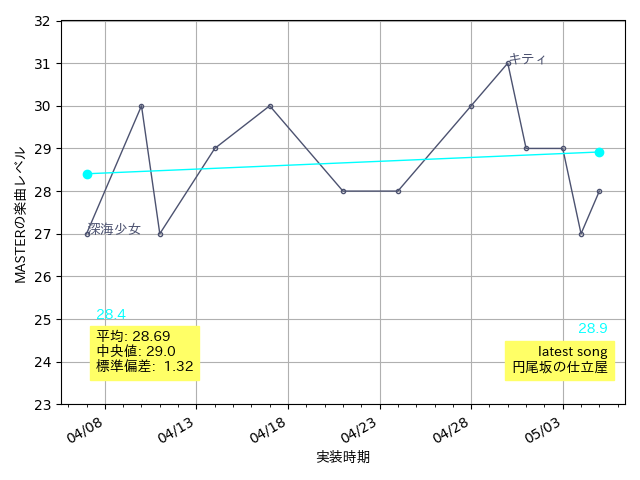 32
31
30
29
28
27
26
25
24
23
MASTERの楽曲レベル
キティ
深海少女
28.4
平均: 28.69
中央値: 29.0
標準偏差: 1.32
28.9
latest song
円尾坂の仕立屋
04/08
04/13
04/18
04/23
04/28
05/03
実装時期